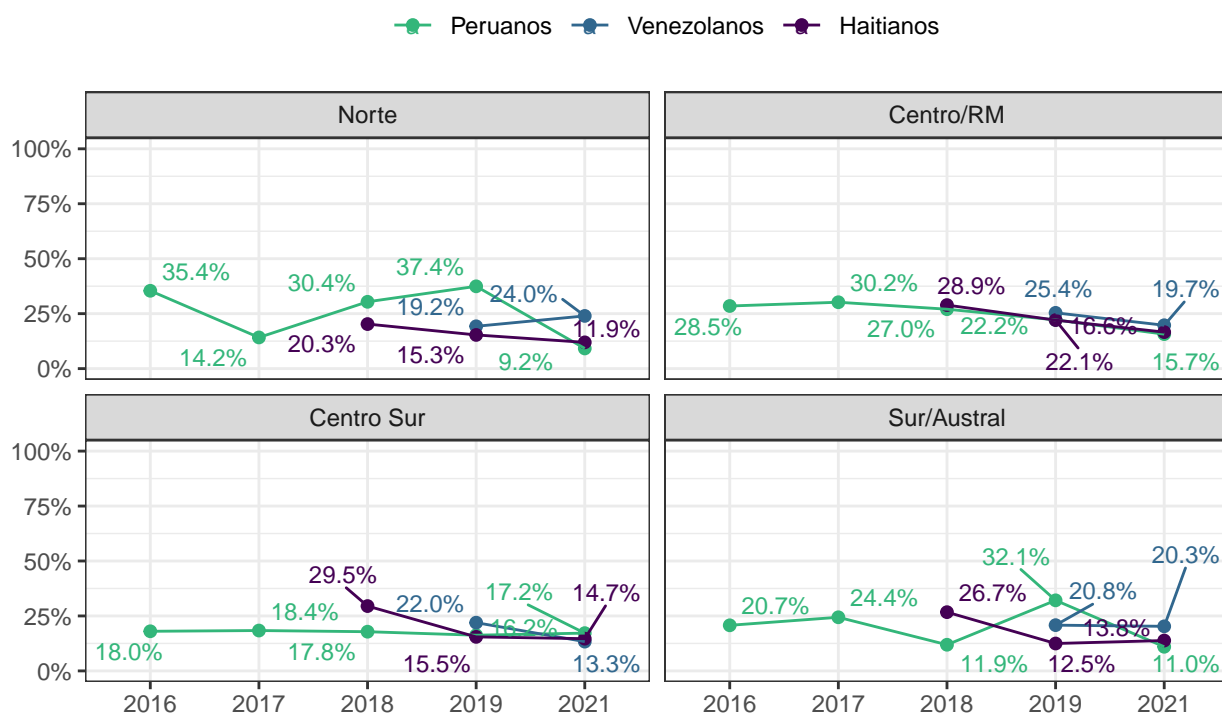 Peruanos Venezolanos Haitianos
Norte Centro/RM
100%
75%
50%
25%
0%
35.4% 30.4% 37.4% 19.2% 24.0% 11.9%
14.2% 20.3% 15.3% 9.2%
30.2% 28.9% 25.4% 19.7%
28.5% 27.0% 22.2% 16.6% 22.1% 15.7%
Centro Sur Sur/Austral
100%
75%
50%
25%
0%
29.5% 17.2% 14.7%
18.4% 22.0% 16.2%
18.0% 17.8% 15.5% 13.3%
32.1% 20.3%
20.7% 24.4% 26.7% 20.8% 13.8%
11.9% 12.5% 11.0%
2016 2017 2018 2019 2021 2016 2017 2018 2019 2021